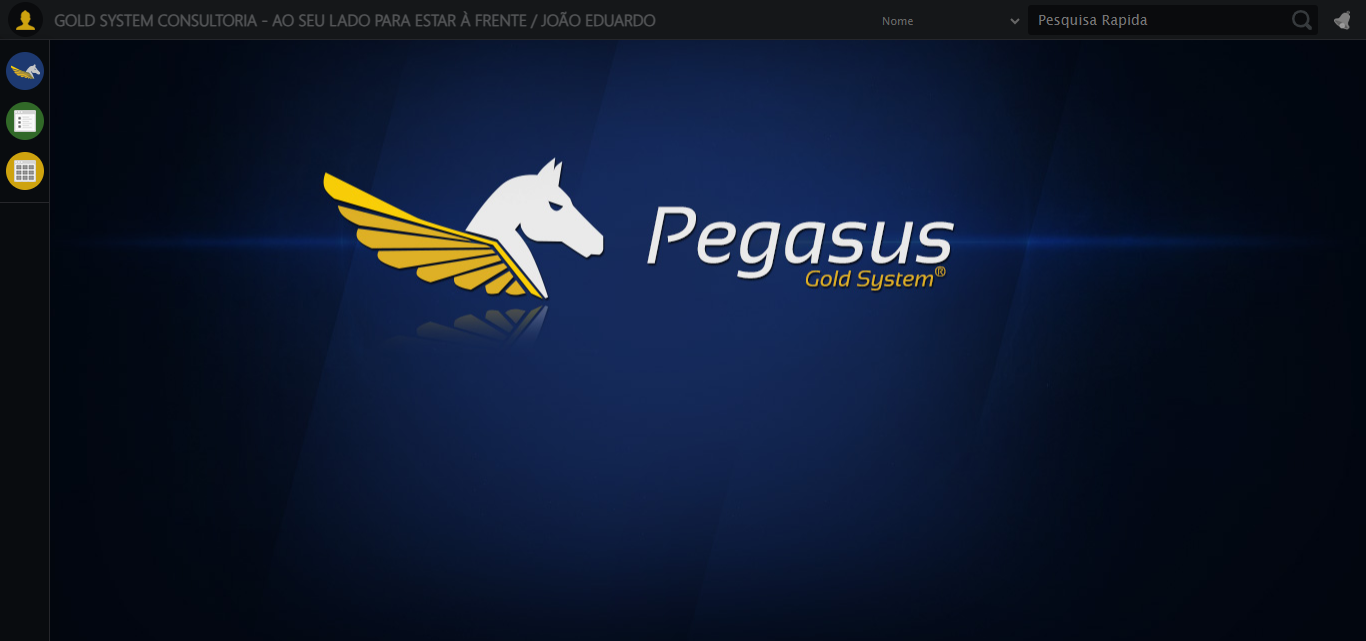 GOLD SYSTEM CONSULTORIA - AO SEU LADO PARA ESTAR À FRENTE / JOÃO EDUARDO
Nome
Pesquisa Rapida
Pegasus
Gold System®